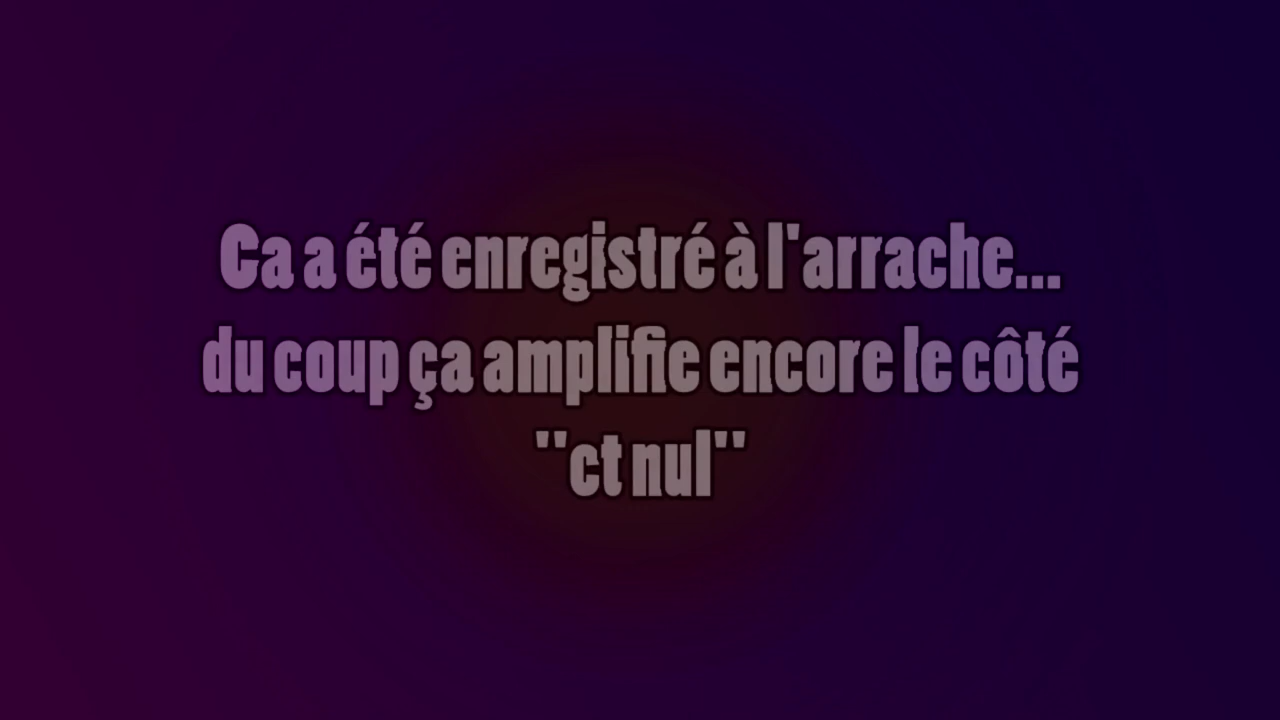 Ca a été enregistré à l'arrache...
du coup ça amplifie encore le côté
"ct nul"